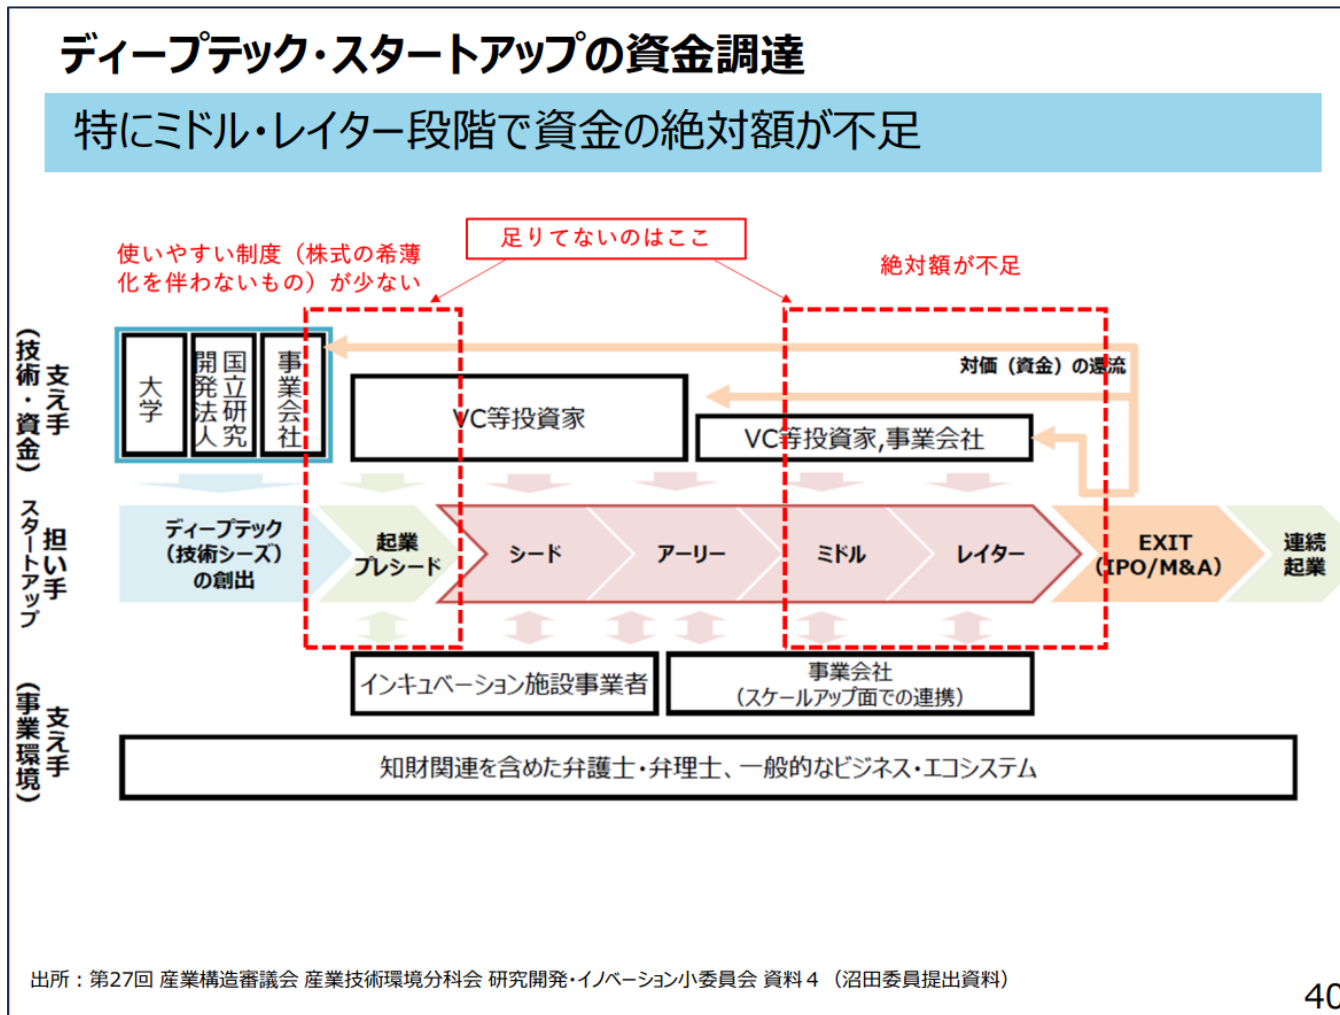 ディープテック・スタートアップの資金調達
特にミドル・レイター段階で資金の絶対額が不足
足りてないのはここ
使いやすい制度（株式の希薄
化を伴わないもの）が少ない
絶対額が不足
支え手
（技術・資金）
大学
国立研究
開発法人
事業会社
VC等投資家
VC等投資家,事業会社
対価（資金）の還流
担い手
スタートアップ
ディープテック
（技術シーズ）
の創出
起業
プレシード
シード
アーリー
ミドル
レイター
EXIT
（IPO/M&A）
連続
起業
支え手
（事業環境）
インキュベーション施設事業者
事業会社
（スケールアップ面での連携）
知財関連を含めた弁護士・弁理士、一般的なビジネス・エコシステム
出所：第27回 産業構造審議会 産業技術環境分科会 研究開発・イノベーション小委員会 資料４（沼田委員提出資料）
40